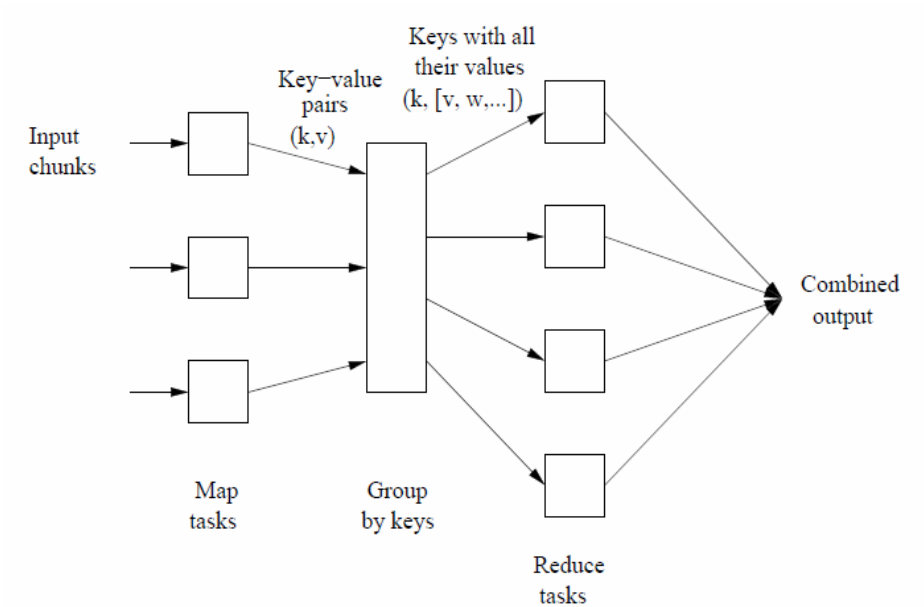 Keys with all
their values
(k, [v, w,...])
Key−value
pairs
(k,v)
Input
chunks
Combined
output
Map
tasks
Group
by keys
Reduce
tasks